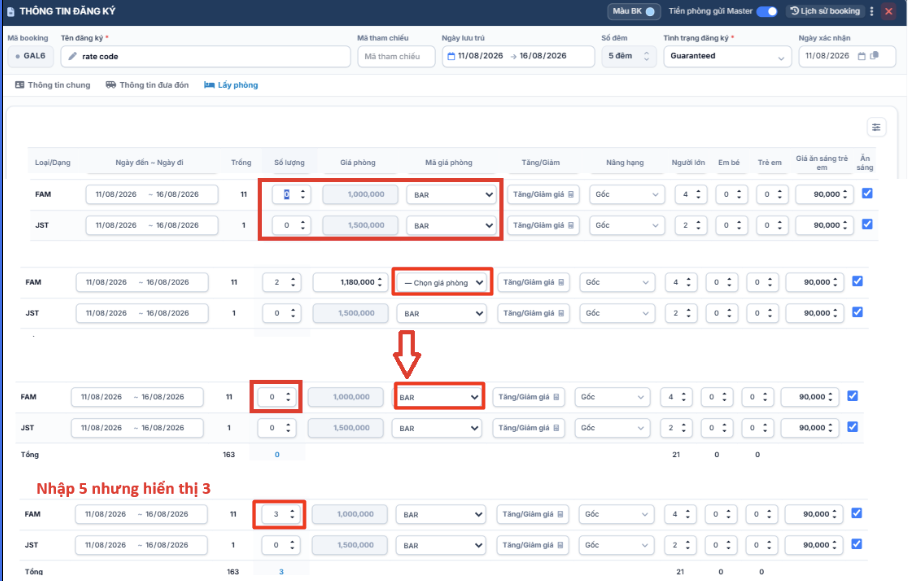 THÔNG TIN ĐĂNG KÝ Màu BK Tiền phòng gửi Master Lịch sử booking
Mã booking Tên đăng ký * Mã tham chiếu Ngày lưu trú Số đêm Tình trạng đăng ký * Ngày xác nhận
GAL6 rate code Mã tham chiếu 11/08/2026 → 16/08/2026 5 đêm Guaranteed 11/08/2026
Thông tin chung Thông tin đưa đón Lấy phòng
Loại/Dạng Ngày đến ~ Ngày đi Trống Số lượng Giá phòng Mã giá phòng Tăng/Giảm Nâng hạng Người lớn Em bé Trẻ em Giá ăn sáng trẻ em Ăn sáng
FAM 11/08/2026 ~ 16/08/2026 11 0 1,000,000 BAR Tăng/Giảm giá Gốc 4 0 0 90,000
JST 11/08/2026 ~ 16/08/2026 1 0 1,500,000 BAR Tăng/Giảm giá Gốc 2 0 0 90,000
FAM 11/08/2026 ~ 16/08/2026 11 2 1,180,000 — Chọn giá phòng Tăng/Giảm giá Gốc 4 0 0 90,000
JST 11/08/2026 ~ 16/08/2026 1 0 1,500,000 BAR Tăng/Giảm giá Gốc 2 0 0 90,000
FAM 11/08/2026 ~ 16/08/2026 11 0 1,000,000 BAR Tăng/Giảm giá Gốc 4 0 0 90,000
JST 11/08/2026 ~ 16/08/2026 1 0 1,500,000 BAR Tăng/Giảm giá Gốc 2 0 0 90,000
Tổng 163 0 21 0 0
Nhập 5 nhưng hiển thị 3
FAM 11/08/2026 ~ 16/08/2026 11 3 1,000,000 BAR Tăng/Giảm giá Gốc 4 0 0 90,000
JST 11/08/2026 ~ 16/08/2026 1 0 1,500,000 BAR Tăng/Giảm giá Gốc 2 0 0 90,000
Tổng 163 3 21 0 0